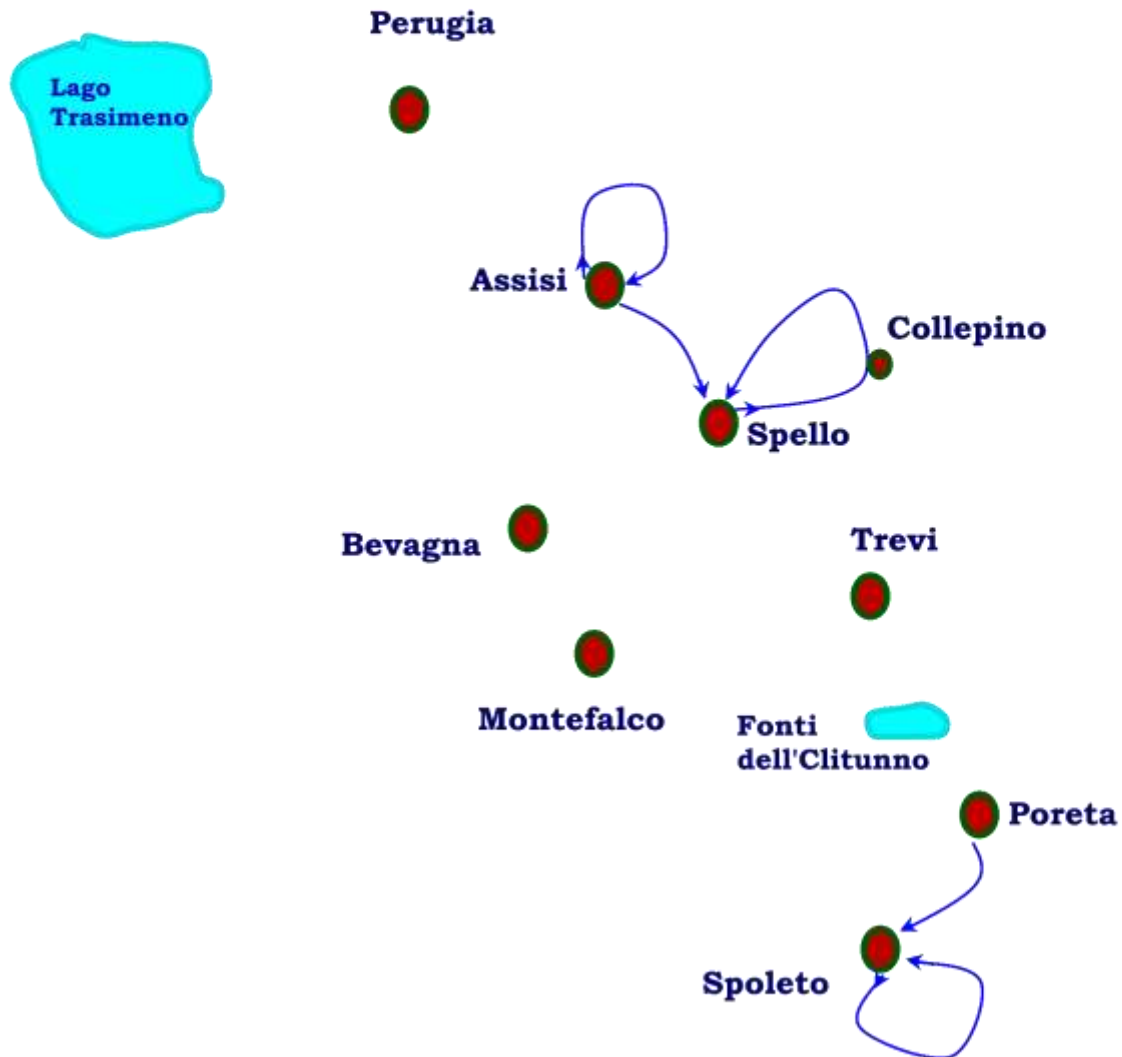 Perugia
Lago
Trasimeno
Assisi
Collepino
Spello
Bevagna
Trevi
Montefalco
Fonti
dell'Clitunno
Poreta
Spoleto